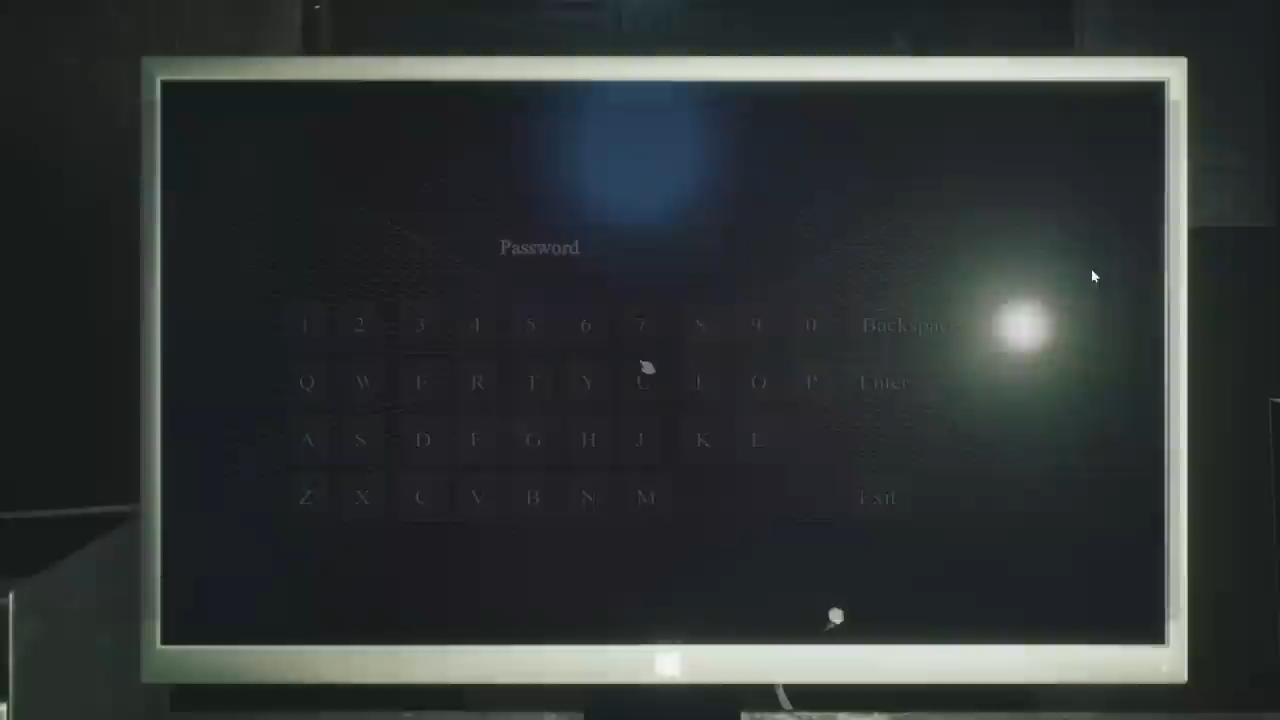 Password
1 2 3 4 5 6 7 8 9 0 Backspace
Q W E R T Y U I O P Enter
A S D F G H J K L
Z X C V B N M Exit